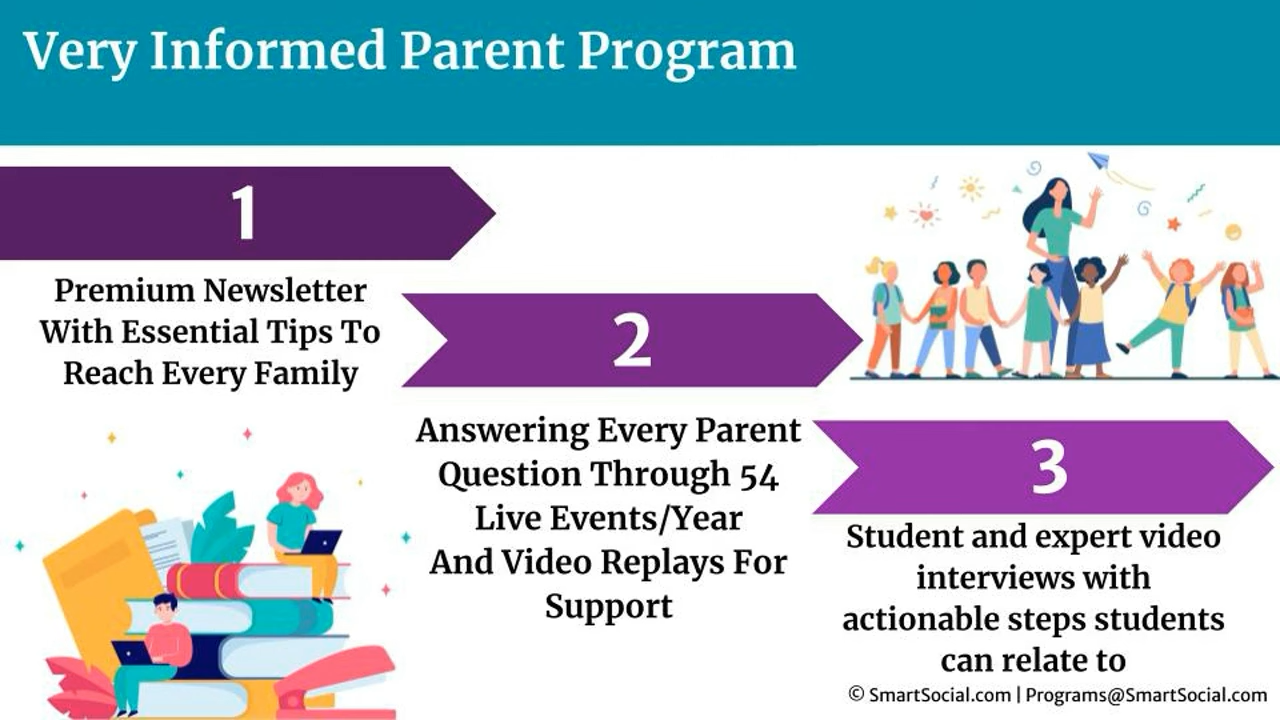 Very Informed Parent Program
1
Premium Newsletter
With Essential Tips To
Reach Every Family
2
Answering Every Parent
Question Through 54
Live Events/Year
And Video Replays For
Support
3
Student and expert video
interviews with
actionable steps students
can relate to
© SmartSocial.com | Programs@SmartSocial.com